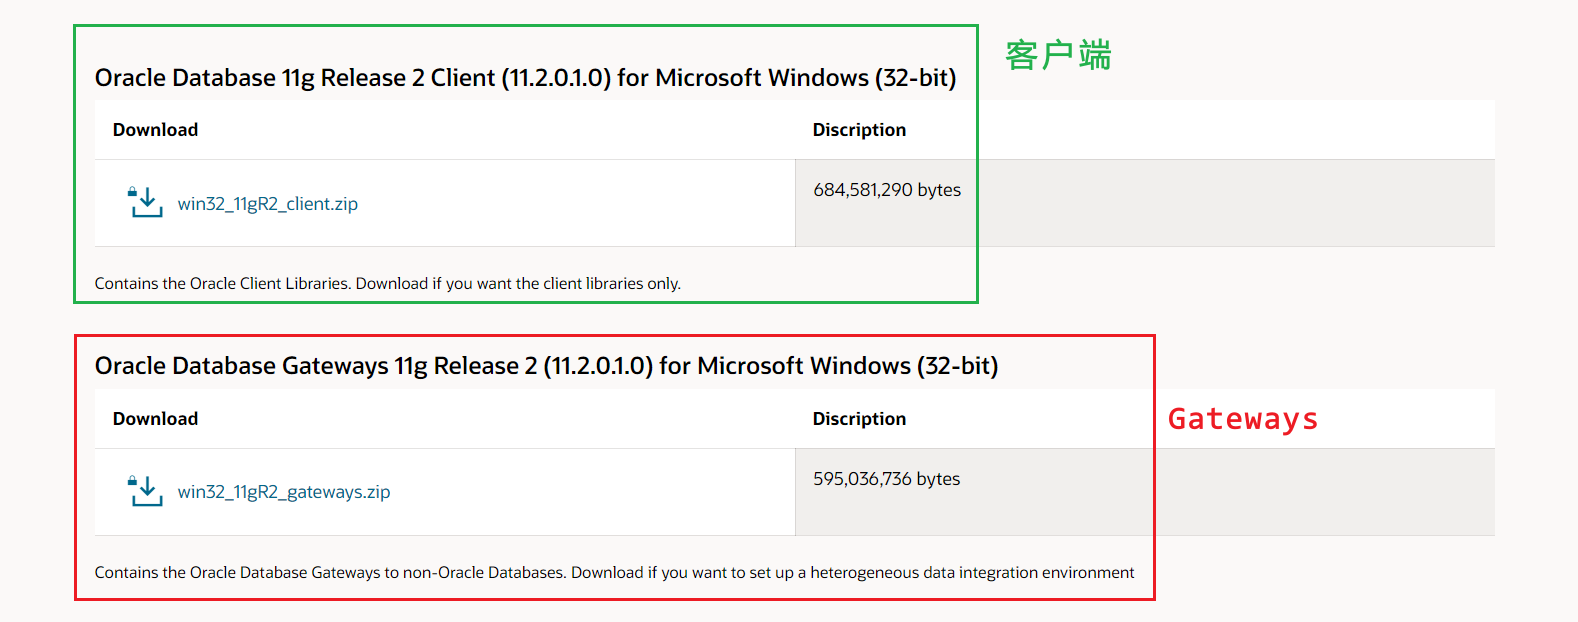 客户端
Oracle Database 11g Release 2 Client (11.2.0.1.0) for Microsoft Windows (32-bit)
Download
Discription
win32_11gR2_client.zip
684,581,290 bytes
Contains the Oracle Client Libraries. Download if you want the client libraries only.
Oracle Database Gateways 11g Release 2 (11.2.0.1.0) for Microsoft Windows (32-bit)
Download
Discription
Gateways
win32_11gR2_gateways.zip
595,036,736 bytes
Contains the Oracle Database Gateways to non-Oracle Databases. Download if you want to set up a heterogeneous data integration environment